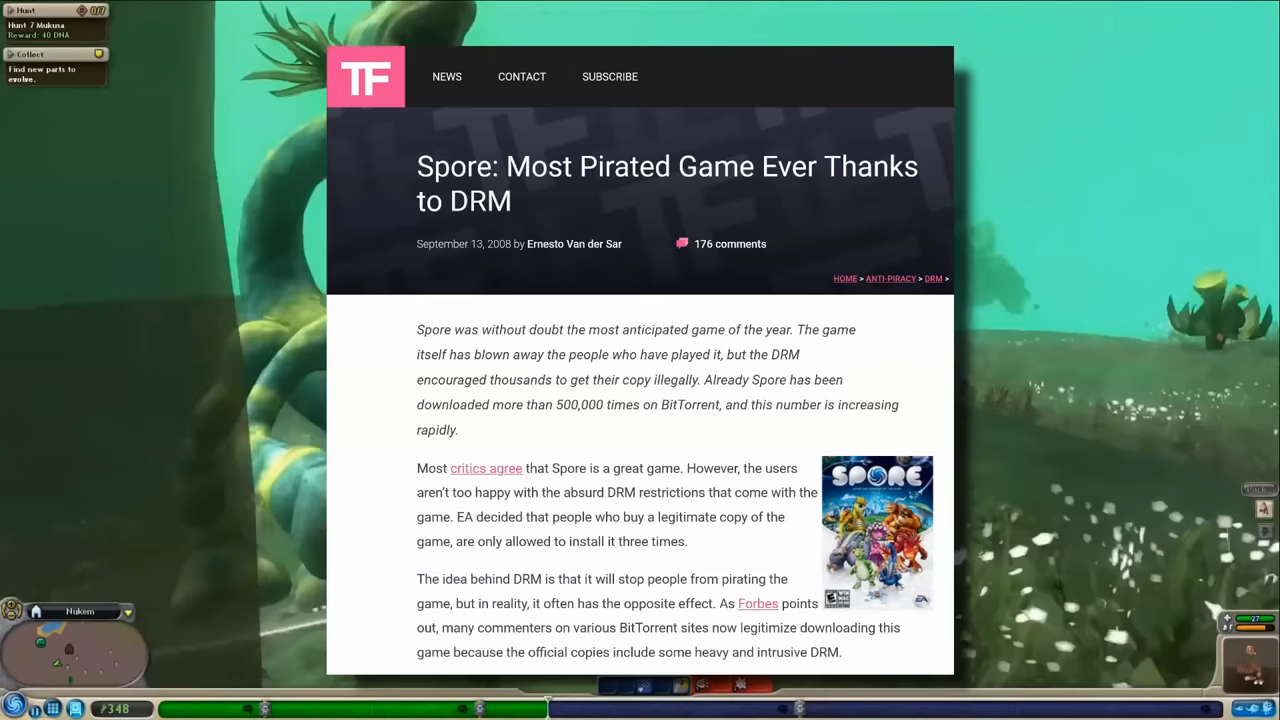 Hunt 0/7
Hunt 7 Mukusa
Reward: 40 DNA
Collect
Find new parts to
evolve.
TF NEWS CONTACT SUBSCRIBE
Spore: Most Pirated Game Ever Thanks
to DRM
September 13, 2008 by Ernesto Van der Sar 176 comments
HOME > ANTI-PIRACY > DRM >
Spore was without doubt the most anticipated game of the year. The game
itself has blown away the people who have played it, but the DRM
encouraged thousands to get their copy illegally. Already Spore has been
downloaded more than 500,000 times on BitTorrent, and this number is increasing
rapidly.
Most critics agree that Spore is a great game. However, the users
aren't too happy with the absurd DRM restrictions that come with the
game. EA decided that people who buy a legitimate copy of the
game, are only allowed to install it three times.
SPORE
EA
The idea behind DRM is that it will stop people from pirating the
game, but in reality, it often has the opposite effect. As Forbes points
out, many commenters on various BitTorrent sites now legitimize downloading this
game because the official copies include some heavy and intrusive DRM.
Nukem
27
348